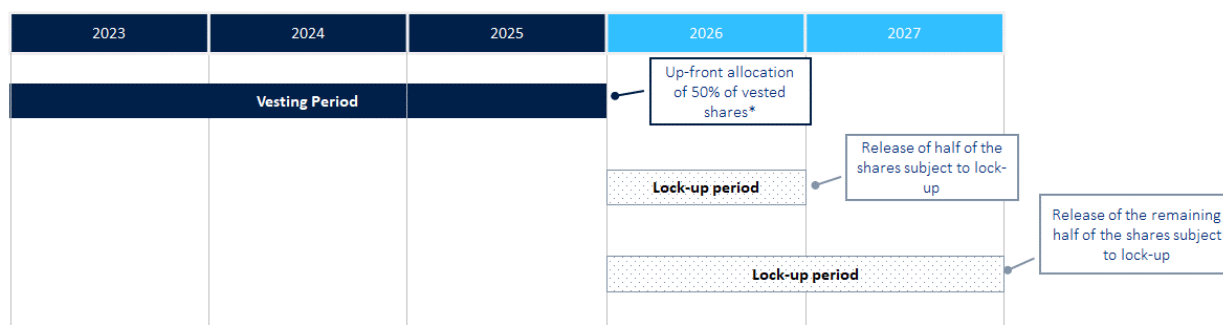 2023
2024
2025
2026
2027
Vesting Period
Up-front allocation
of 50% of vested
shares*
Lock-up period
Release of half of the
shares subject to lock-
up
Lock-up period
Release of the remaining
half of the shares subject
to lock-up